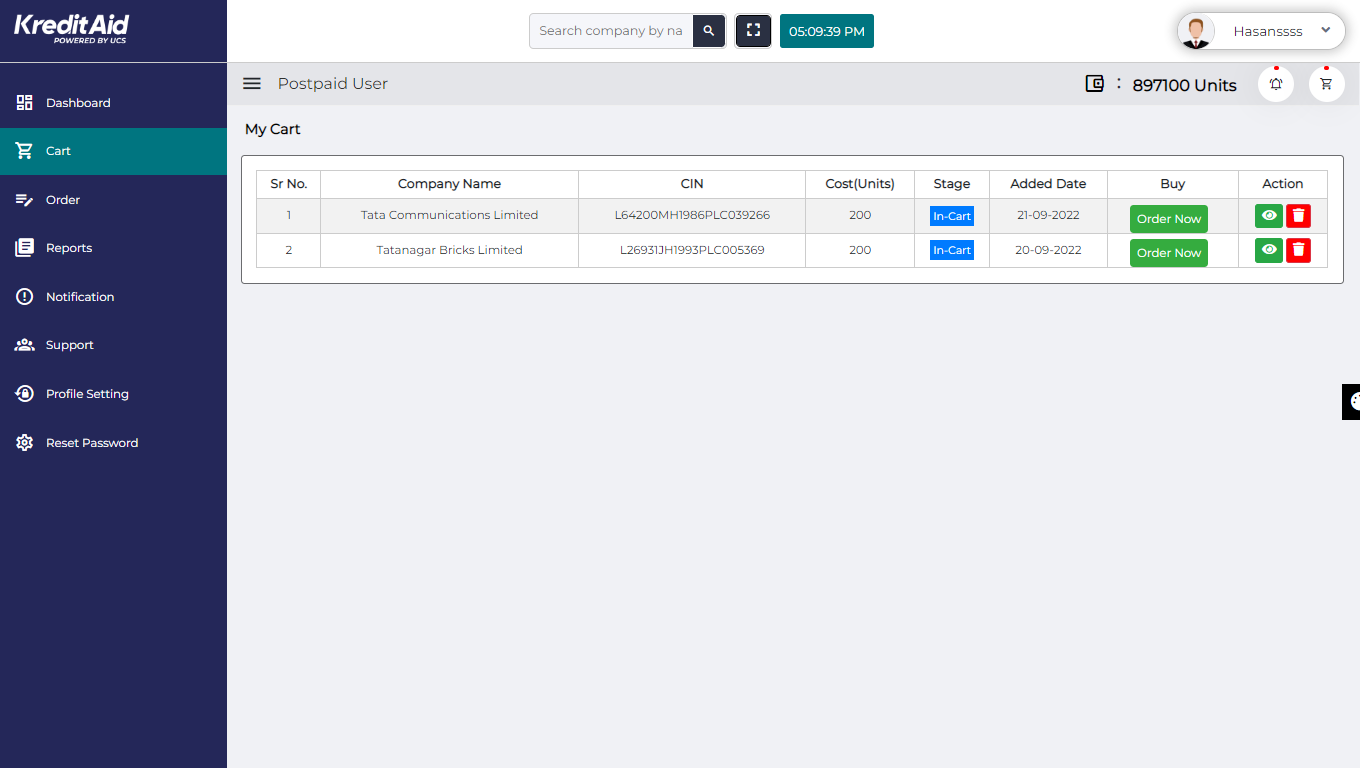 KreditAid
POWERED BY UCS
Search company by na
05:09:39 PM
Hasanssss
Postpaid User
: 897100 Units
Dashboard
Cart
Order
Reports
Notification
Support
Profile Setting
Reset Password
My Cart
Sr No. Company Name CIN Cost(Units) Stage Added Date Buy Action
1 Tata Communications Limited L64200MH1986PLC039266 200 In-Cart 21-09-2022 Order Now
2 Tatanagar Bricks Limited L26931JH1993PLC005369 200 In-Cart 20-09-2022 Order Now